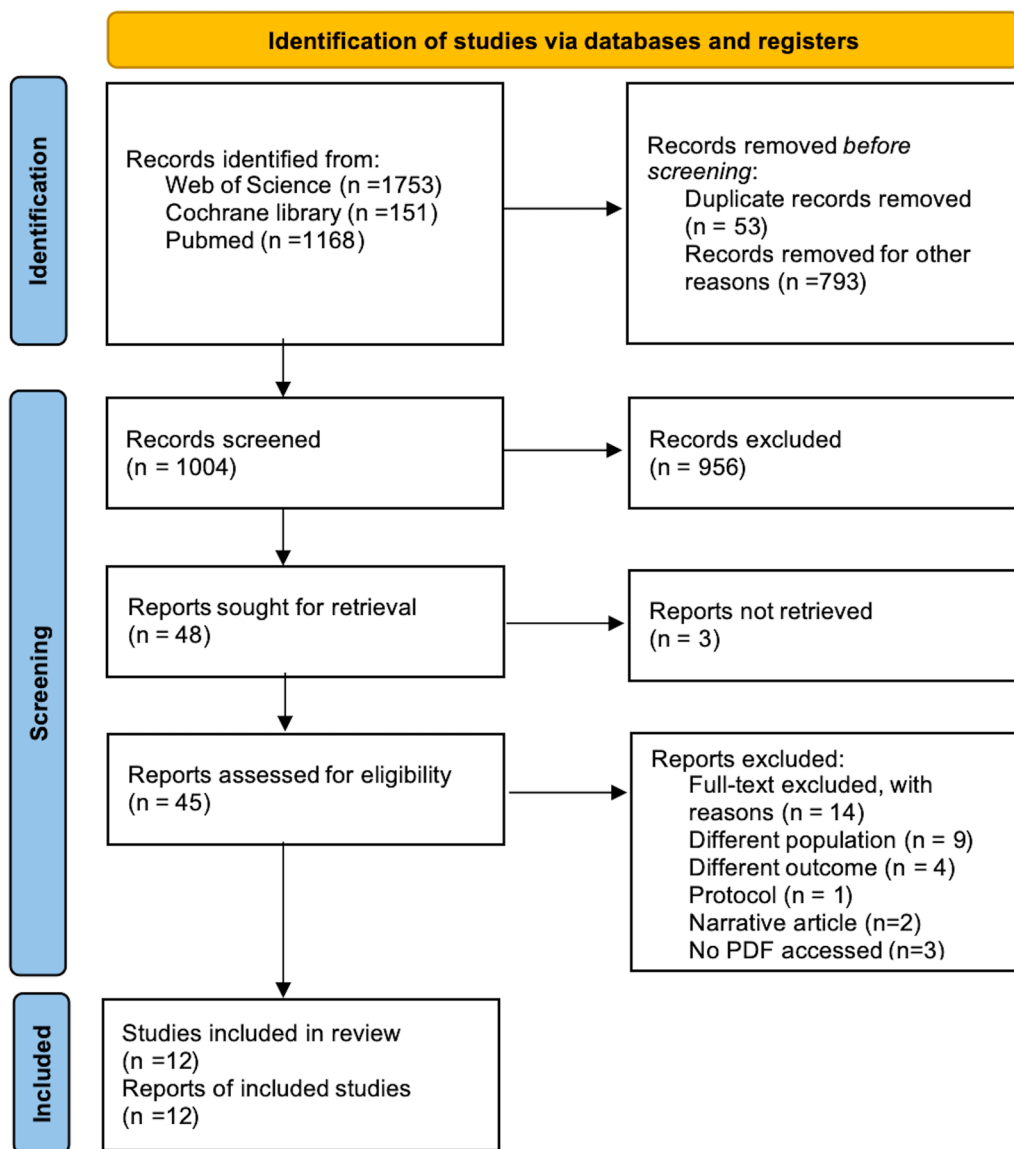 Identification of studies via databases and registers
Identification
Records identified from:
Web of Science (n =1753)
Cochrane library (n =151)
Pubmed (n =1168)
Records removed before
screening:
Duplicate records removed
(n = 53)
Records removed for other
reasons (n =793)
Screening
Records screened
(n = 1004)
Records excluded
(n = 956)
Reports sought for retrieval
(n = 48)
Reports not retrieved
(n = 3)
Reports assessed for eligibility
(n = 45)
Reports excluded:
Full-text excluded, with
reasons (n = 14)
Different population (n = 9)
Different outcome (n = 4)
Protocol (n = 1)
Narrative article (n=2)
No PDF accessed (n=3)
Included
Studies included in review
(n =12)
Reports of included studies
(n =12)